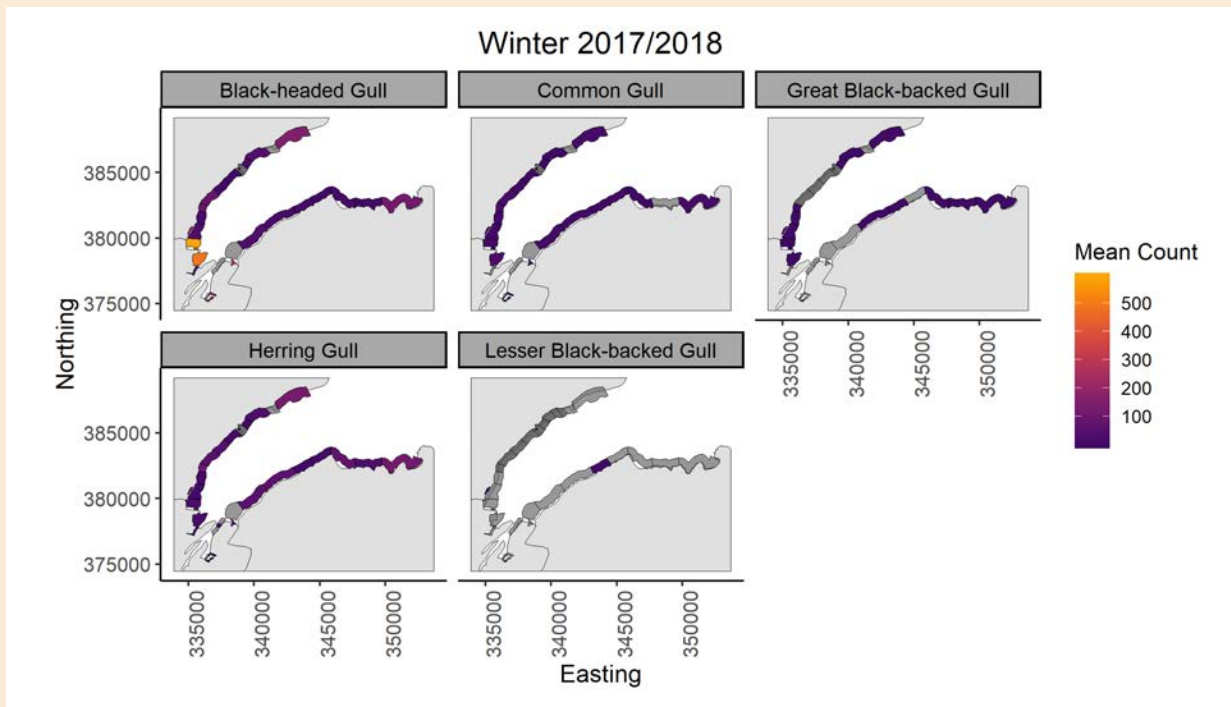 Winter 2017/2018
Black-headed Gull
Common Gull
Great Black-backed Gull
385000
380000
375000
335000
340000
345000
350000
Herring Gull
Lesser Black-backed Gull
385000
380000
375000
335000
340000
345000
350000
335000
340000
345000
350000
Northing
Easting
Mean Count
500
400
300
200
100